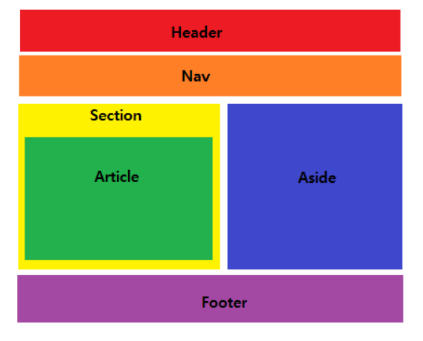 Header
Nav
Section
Article
Aside
Footer